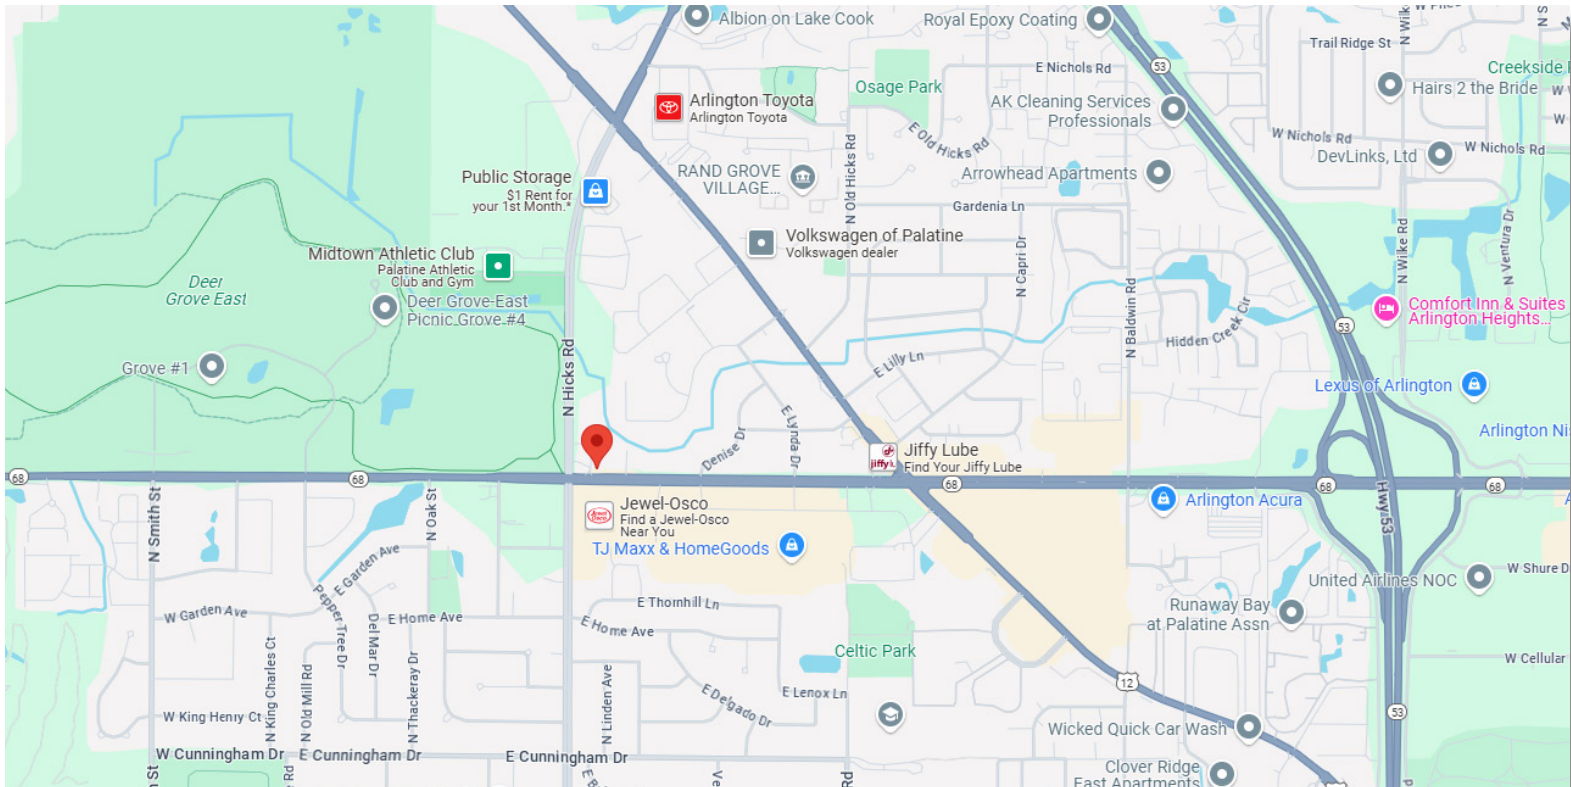 Albion on Lake Cook
Royal Epoxy Coating
Trail Ridge St
N Wilke
53
E Nichols Rd
Creekside
Osage Park
Hairs 2 the Bride
Arlington Toyota
Arlington Toyota
AK Cleaning Services
Professionals
E Old Hicks Rd
W Nichols Rd
W Nichols Rd
DevLinks, Ltd
N Old Hicks Rd
RAND GROVE
VILLAGE...
Arrowhead Apartments
Public Storage
$1 Rent for
your 1st Month.*
Gardenia Ln
N Wilke Rd
N Ventura Dr
Volkswagen of Palatine
Volkswagen dealer
N Capri Dr
Midtown Athletic Club
Palatine Athletic
Club and Gym
Deer
Grove East
Deer Grove-East
Picnic Grove #4
N Baldwin Rd
Hidden Creek Cir
53
Comfort Inn & Suites
Arlington Heights...
Grove #1
N Hicks Rd
E Lilly Ln
Lexus of Arlington
E Lynda Dr
Denise Dr
Arlington Ni
Jiffy Lube
Find Your Jiffy Lube
jiffy
68
68
68
68
68
Hwy 53
Arlington Acura
N Smith St
N Oak St
Jewel-Osco
Find a Jewel-Osco
Near You
TJ Maxx & HomeGoods
E Garden Ave
W Shure D
United Airlines NOC
W Garden Ave
Pepper Tree Dr
Del Mar Dr
E Home Ave
E Thornhill Ln
E Home Ave
Runaway Bay
at Palatine Assn
Celtic Park
W Cellular
N King Charles Ct
N Old Mill Rd
N Thackeray Dr
N Linden Ave
E Delgado Dr
E Lenox Ln
12
53
W King Henry Ct
Wicked Quick Car Wash
W Cunningham Dr
E Cunningham Dr
E Cunningham Dr
Clover Ridge
East Apartments
St
Rd
Rd